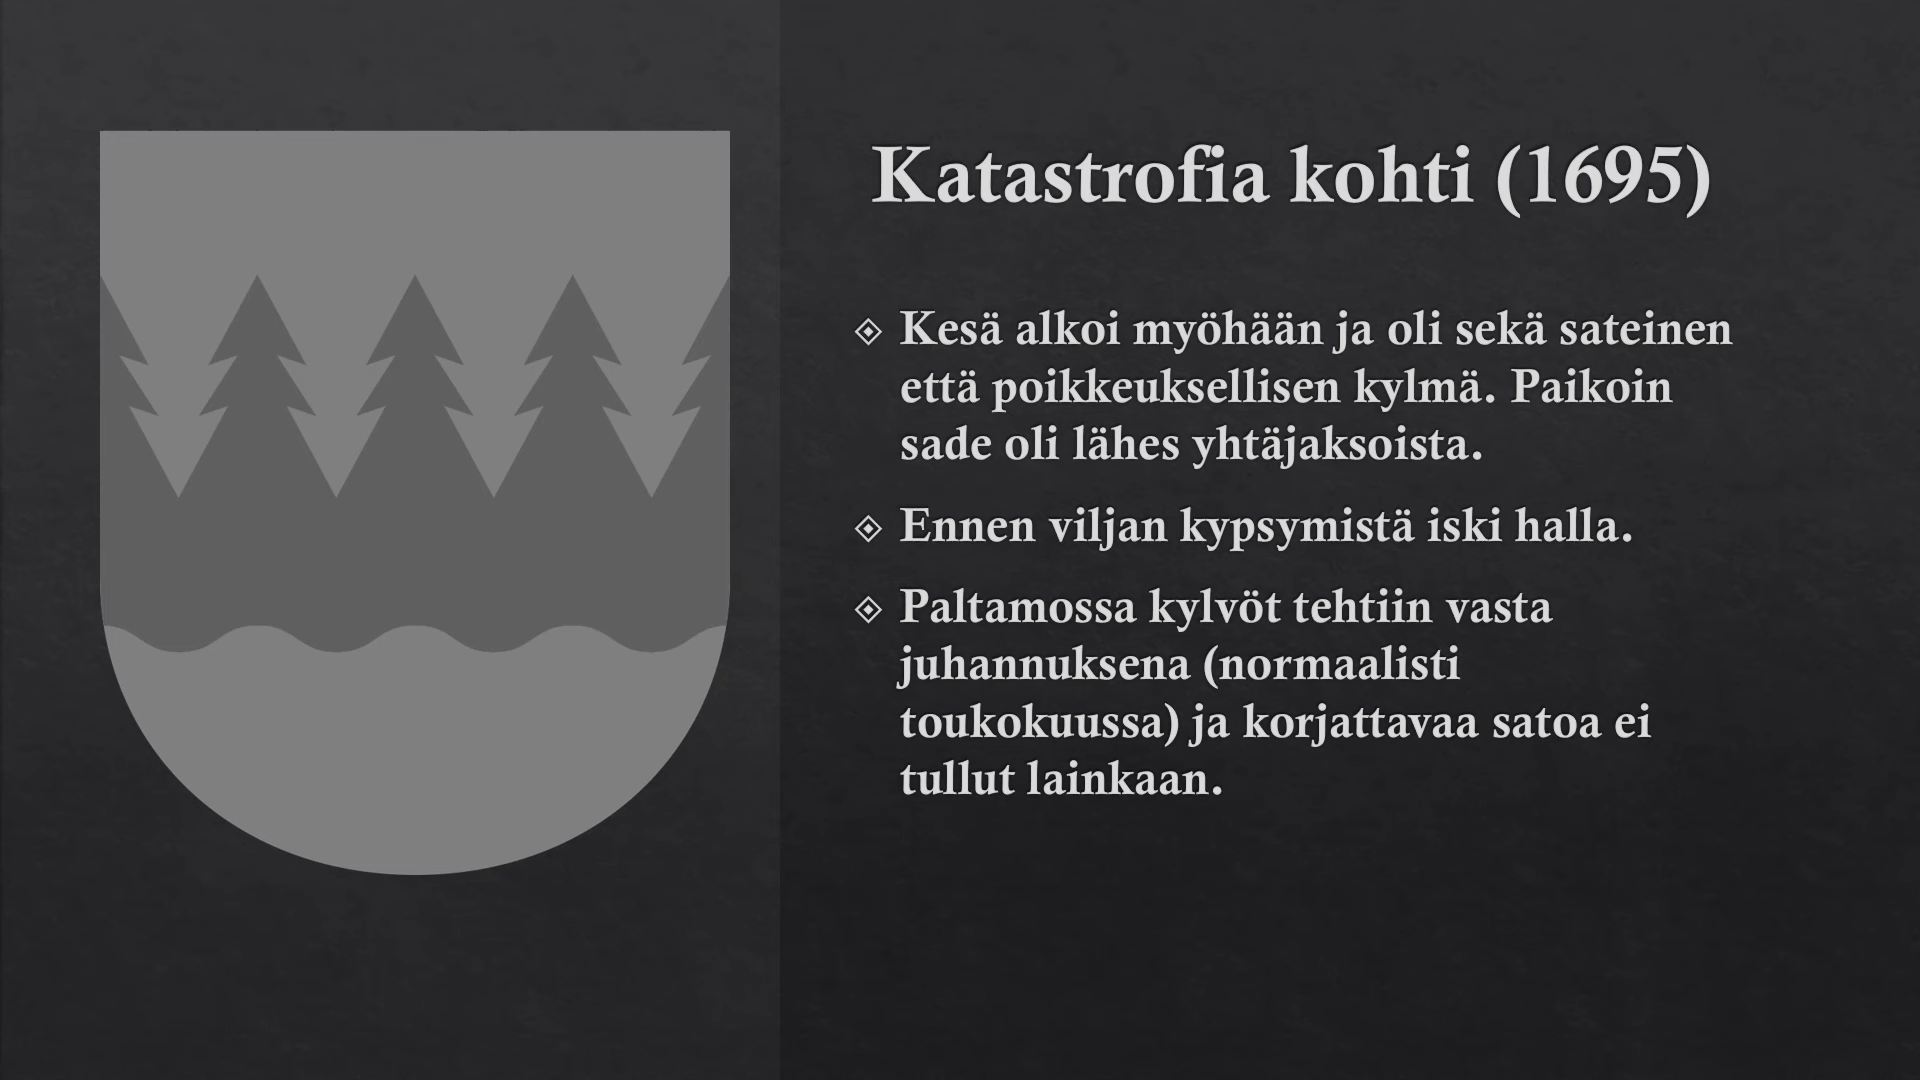 Katastrofia kohti (1695)
Kesä alkoi myöhään ja oli sekä sateinen
että poikkeuksellisen kylmä. Paikoin
sade oli lähes yhtäjaksoista.
Ennen viljan kypsymistä iski halla.
Paltamossa kylvöt tehtiin vasta
juhannuksena (normaalisti
toukokuussa) ja korjattavaa satoa ei
tullut lainkaan.